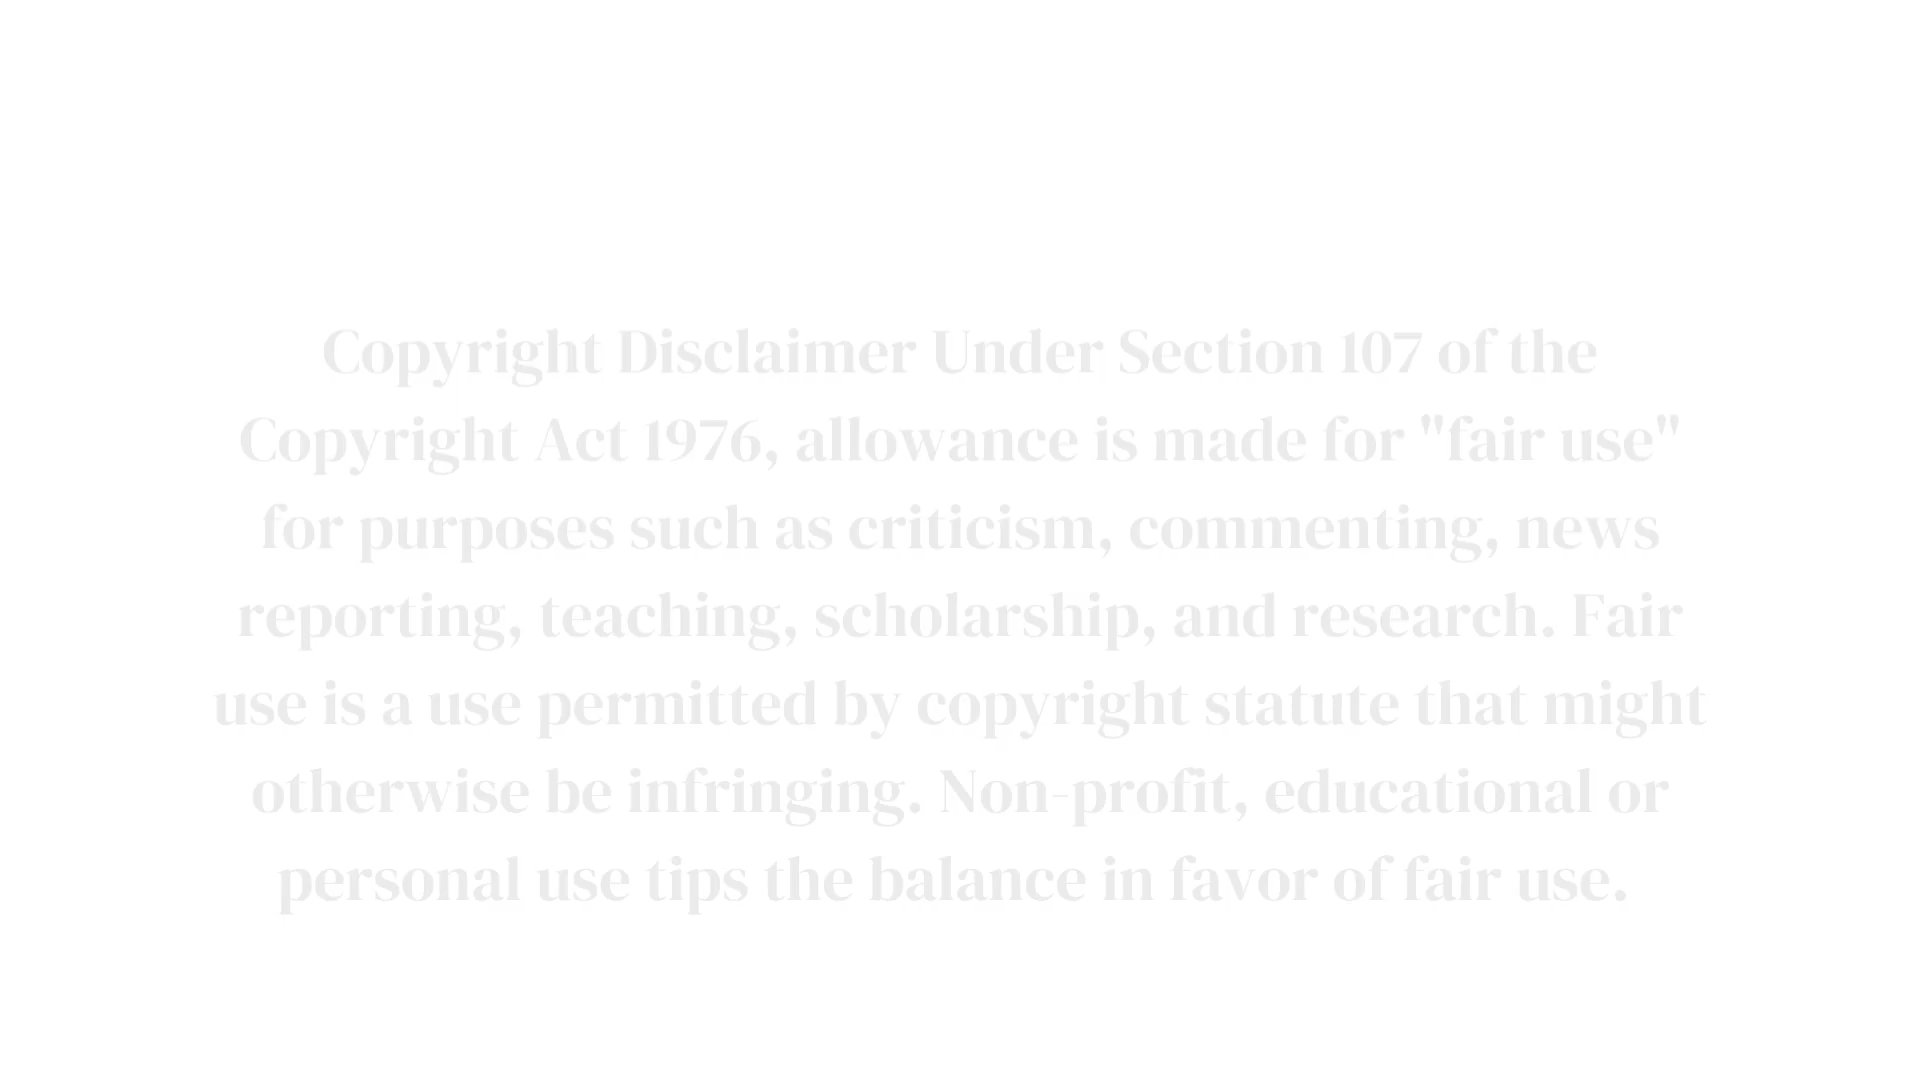 Copyright Disclaimer Under Section 107 of the
Copyright Act 1976, allowance is made for "fair use"
for purposes such as criticism, commenting, news
reporting, teaching, scholarship, and research. Fair
use is a use permitted by copyright statute that might
otherwise be infringing. Non-profit, educational or
personal use tips the balance in favor of fair use.